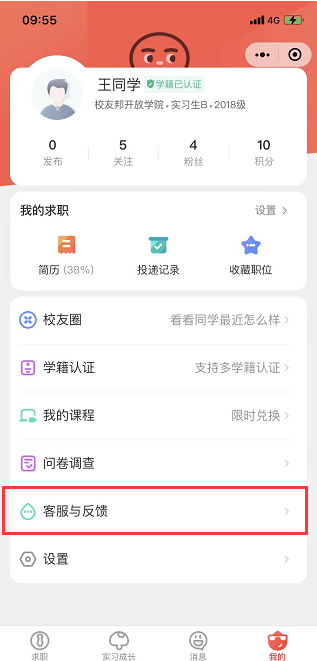 09:55
4G
王同学 学籍已认证
校友邦开放学院 • 实习生B • 2018级
0 5 4 10
发布 关注 粉丝 积分
我的求职 设置
简历 (38%) 投递记录 收藏职位
校友圈 看看同学最近怎么样
学籍认证 支持多学籍认证
我的课程 限时兑换
问卷调查
客服与反馈
设置
求职 实习成长 消息 我的